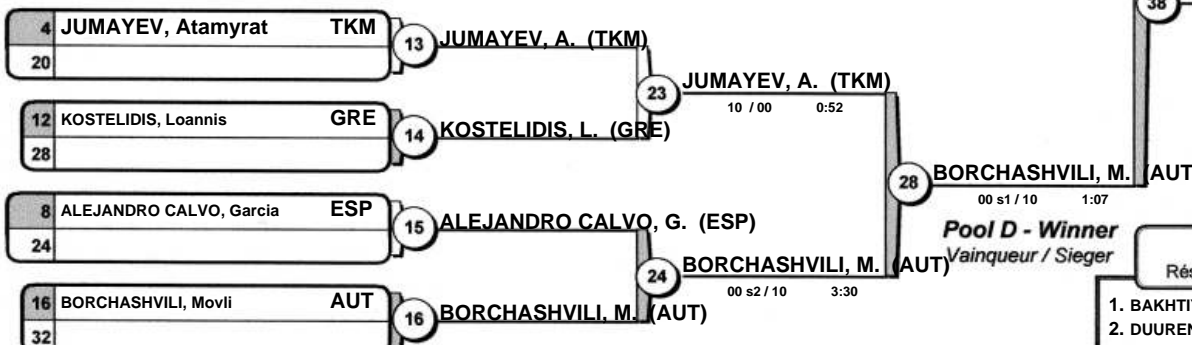 38
4 JUMAYEV, Atamyrat TKM
20
13 JUMAYEV, A. (TKM)
12 KOSTELIDIS, Loannis GRE
28
14 KOSTELIDIS, L. (GRE)
23 JUMAYEV, A. (TKM)
10 / 00 0:52
8 ALEJANDRO CALVO, Garcia ESP
24
15 ALEJANDRO CALVO, G. (ESP)
16 BORCHASHVILI, Movli AUT
32
16 BORCHASHVILI, M. (AUT)
24 BORCHASHVILI, M. (AUT)
00 s2 / 10 3:30
28 BORCHASHVILI, M. (AUT
00 s1 / 10 1:07
Pool D - Winner
Vainqueur / Sieger
Rés
1. BAKHTI
2. DUUREN